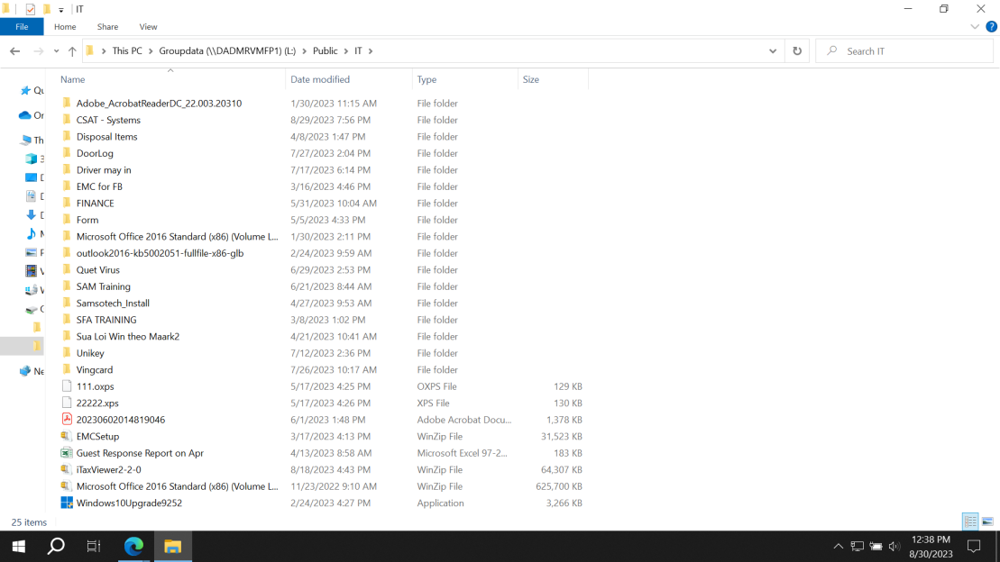 IT
File Home Share View
This PC > Groupdata (\\DADMRVMFP1) (L:) > Public > IT > Search IT
Name Date modified Type Size
Adobe_AcrobatReaderDC_22.003.20310 1/30/2023 11:15 AM File folder
CSAT - Systems 8/29/2023 7:56 PM File folder
Disposal Items 4/8/2023 1:47 PM File folder
DoorLog 7/27/2023 2:04 PM File folder
Driver may in 7/17/2023 6:14 PM File folder
EMC for FB 3/16/2023 4:46 PM File folder
FINANCE 5/31/2023 10:04 AM File folder
Form 5/5/2023 4:33 PM File folder
Microsoft Office 2016 Standard (x86) (Volume L... 1/30/2023 2:11 PM File folder
outlook2016-kb5002051-fullfile-x86-glb 2/24/2023 9:59 AM File folder
Quet Virus 6/29/2023 2:53 PM File folder
SAM Training 6/21/2023 8:44 AM File folder
Samsotech_Install 4/27/2023 9:53 AM File folder
SFA TRAINING 3/8/2023 1:02 PM File folder
Sua Loi Win theo Maark2 4/21/2023 10:41 AM File folder
Unikey 7/12/2023 2:36 PM File folder
Vingcard 7/26/2023 10:17 AM File folder
111.oxps 5/17/2023 4:25 PM OXPS File 129 KB
22222.xps 5/17/2023 4:26 PM XPS File 130 KB
20230602014819046 6/1/2023 1:48 PM Adobe Acrobat Docu... 1,378 KB
EMCSetup 3/17/2023 4:13 PM WinZip File 31,523 KB
Guest Response Report on Apr 4/13/2023 8:58 AM Microsoft Excel 97-2... 183 KB
iTaxViewer2-2-0 8/18/2023 4:43 PM WinZip File 64,307 KB
Microsoft Office 2016 Standard (x86) (Volume L... 11/23/2022 9:10 AM WinZip File 625,700 KB
Windows10Upgrade9252 2/24/2023 4:27 PM Application 3,266 KB
25 items
12:38 PM
8/30/2023